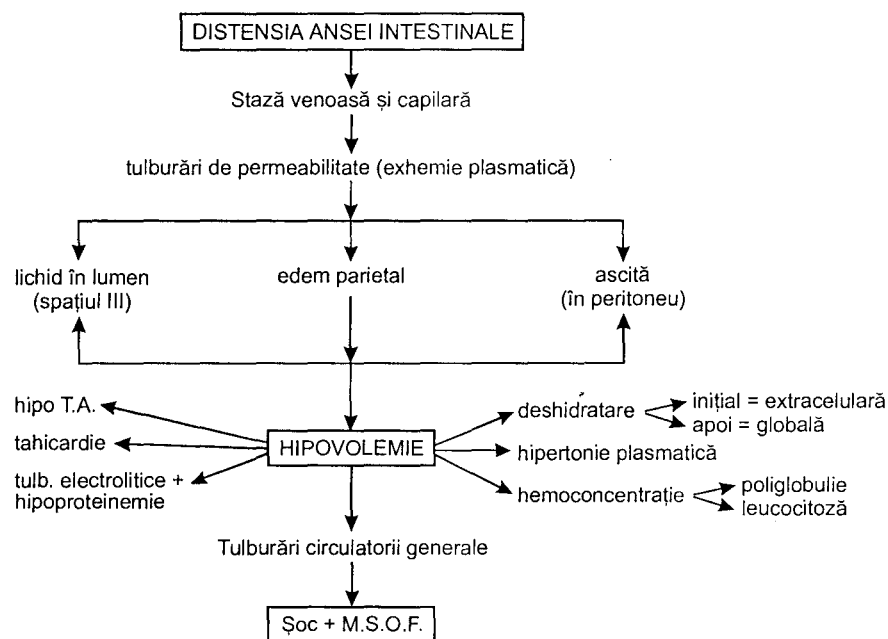 DISTENSIA ANSEI INTESTINALE
Stază venoasă și capilară
tulburări de permeabilitate (exhemie plasmatică)
lichid în lumen
(spațiul III)
edem parietal
ascită
(în peritoneu)
hipo T.A.
tahicardie
tulb. electrolitice +
hipoproteinemie
HIPOVOLEMIE
deshidratare
inițial = extracelulară
apoi = globală
hipertonie plasmatică
hemoconcentrație
poliglobulie
leucocitoză
Tulburări circulatorii generale
Șoc + M.S.O.F.